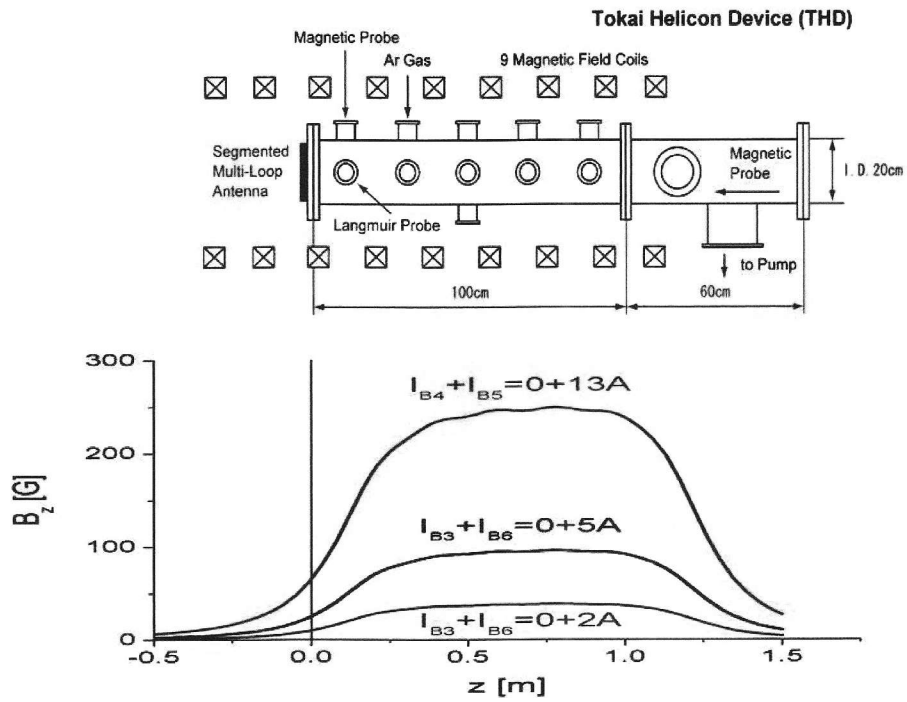 Tokai Helicon Device (THD)
Magnetic Probe
Ar Gas
9 Magnetic Field Coils
Segmented
Multi-Loop
Antenna
Magnetic
Probe
I.D.20cm
Langmuir Probe
to Pump
100cm
60cm
300
200
100
0
B_z [G]
I_B4+I_B5=0+13A
I_B3+I_B6=0+5A
I_B3+I_B6=0+2A
-0.5
0.0
0.5
1.0
1.5
z [m]